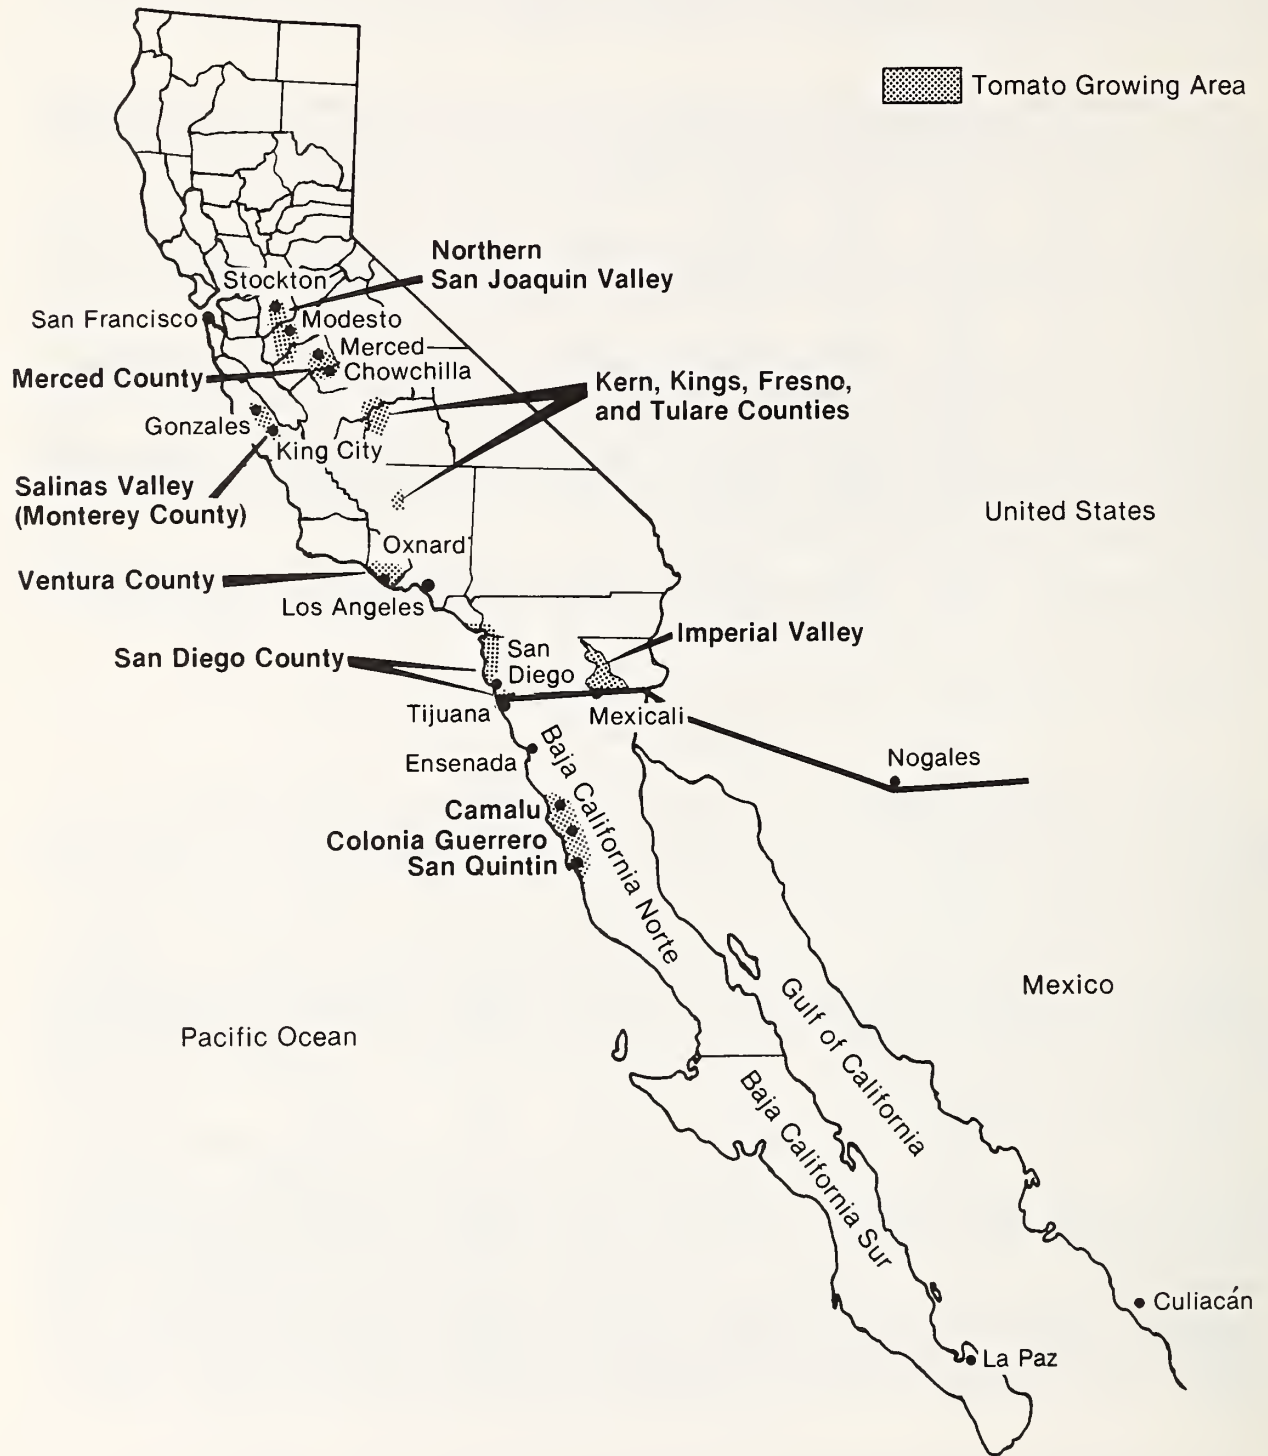 Tomato Growing Area
Northern
San Joaquin Valley
Stockton
San Francisco
Modesto
Merced
Merced County
Chowchilla
Kern, Kings, Fresno,
and Tulare Counties
Gonzales
King City
Salinas Valley
(Monterey County)
United States
Oxnard
Ventura County
Los Angeles
Imperial Valley
San Diego County
San
Diego
Tijuana
Mexicali
Ensenada
Nogales
Baja California Norte
Camalu
Colonia Guerrero
San Quintin
Mexico
Gulf of California
Pacific Ocean
Baja California Sur
Culiacán
La Paz